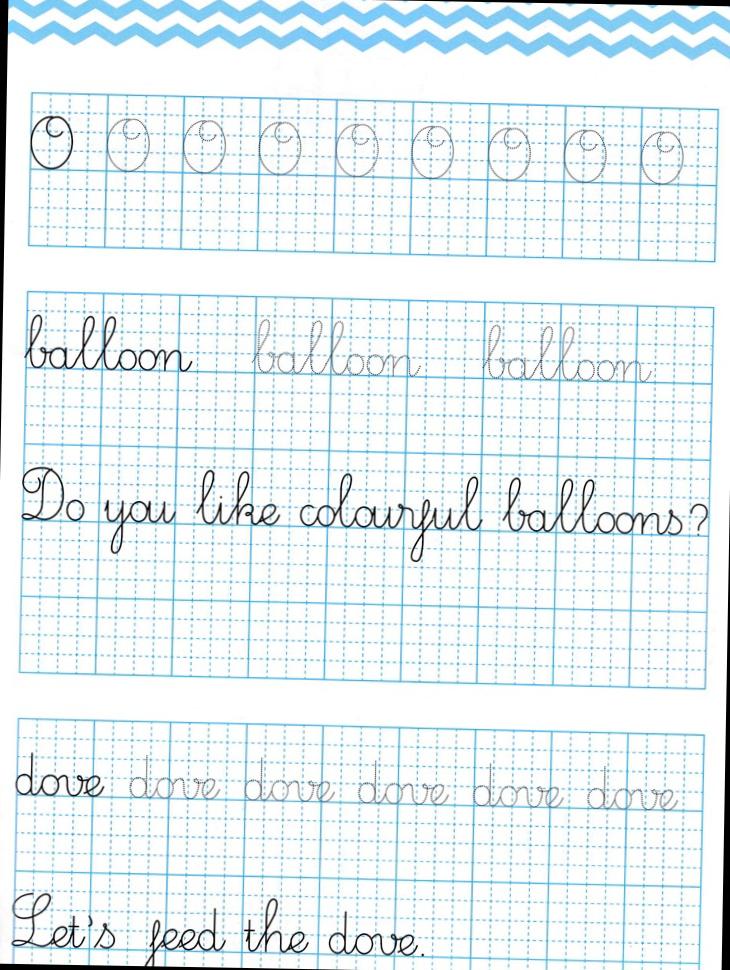 O O O O O O O O O
balloon balloon balloon
Do you like colourful balloons?
dove dove dove dove dove dove
Let's feed the dove.